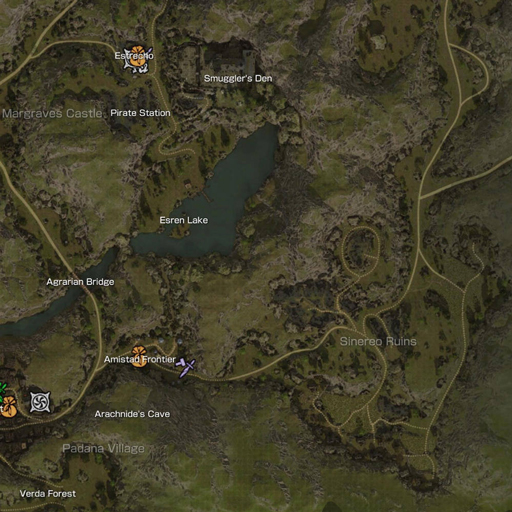 Estrecho
Smuggler's Den
Margraves Castle
Pirate Station
Esren Lake
Agrarian Bridge
Sinereo Ruins
Amistad Frontier
Arachnide's Cave
Padana Village
Verda Forest